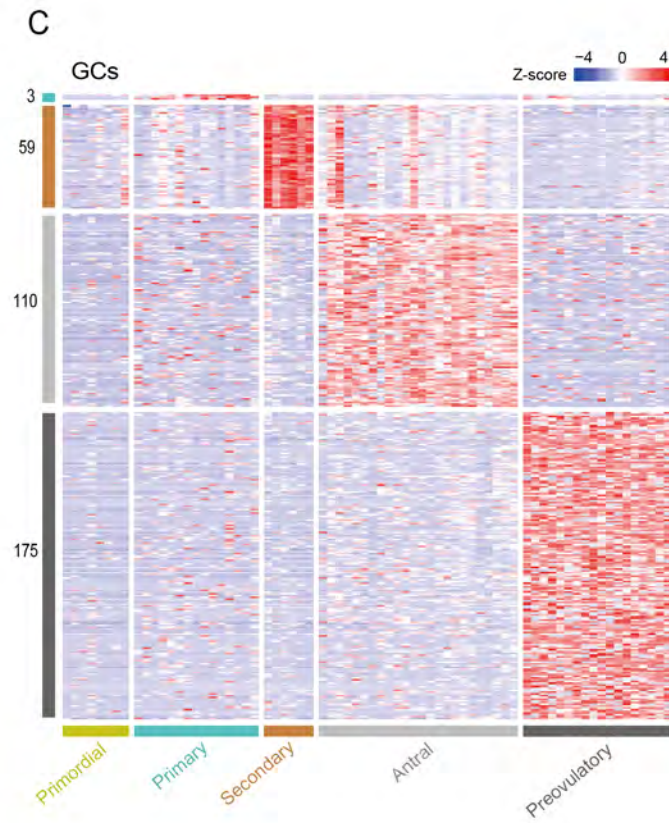 C
GCs
Z-score
−4 0 4
3
59
110
175
Primordial
Primary
Secondary
Antral
Preovulatory